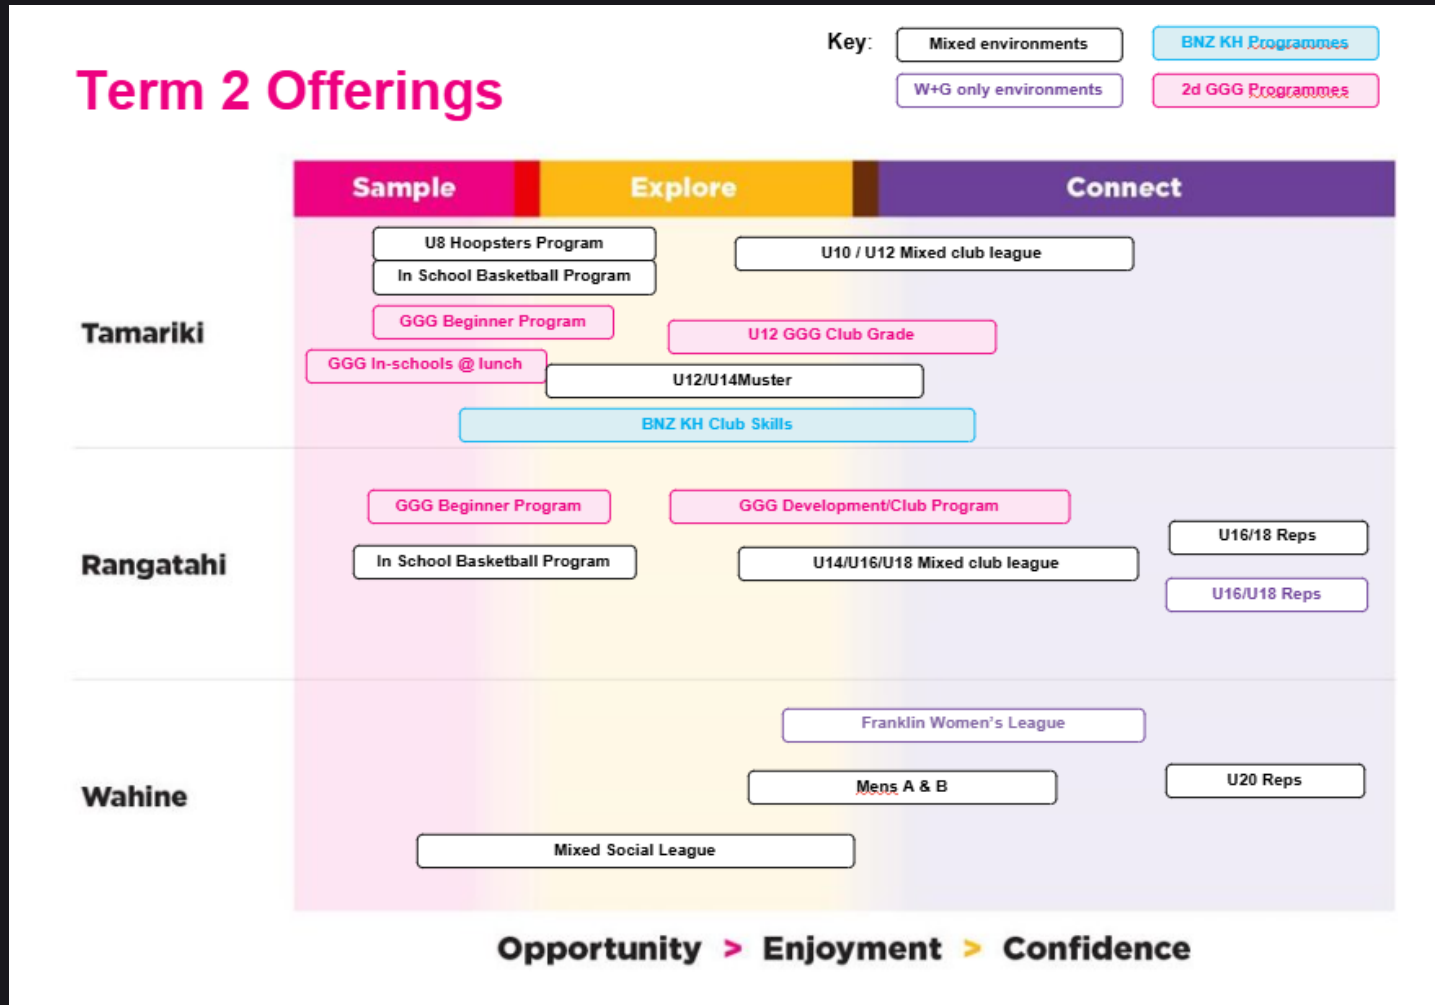 Key:
Mixed environments
BNZ KH Programmes
W+G only environments
2d GGG Programmes
Term 2 Offerings
Sample
Explore
Connect
Tamariki
U8 Hoopsters Program
In School Basketball Program
U10 / U12 Mixed club league
GGG Beginner Program
U12 GGG Club Grade
GGG In-schools @ lunch
U12/U14Muster
BNZ KH Club Skills
Rangatahi
GGG Beginner Program
GGG Development/Club Program
In School Basketball Program
U14/U16/U18 Mixed club league
U16/18 Reps
U16/U18 Reps
Wahine
Franklin Women’s League
Mens A & B
U20 Reps
Mixed Social League
Opportunity > Enjoyment > Confidence